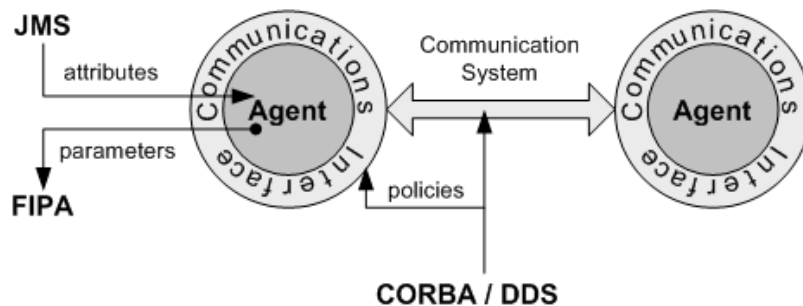 JMS
attributes
parameters
FIPA
Communications Interface
Agent
Communication
System
policies
CORBA / DDS
Communications Interface
Agent